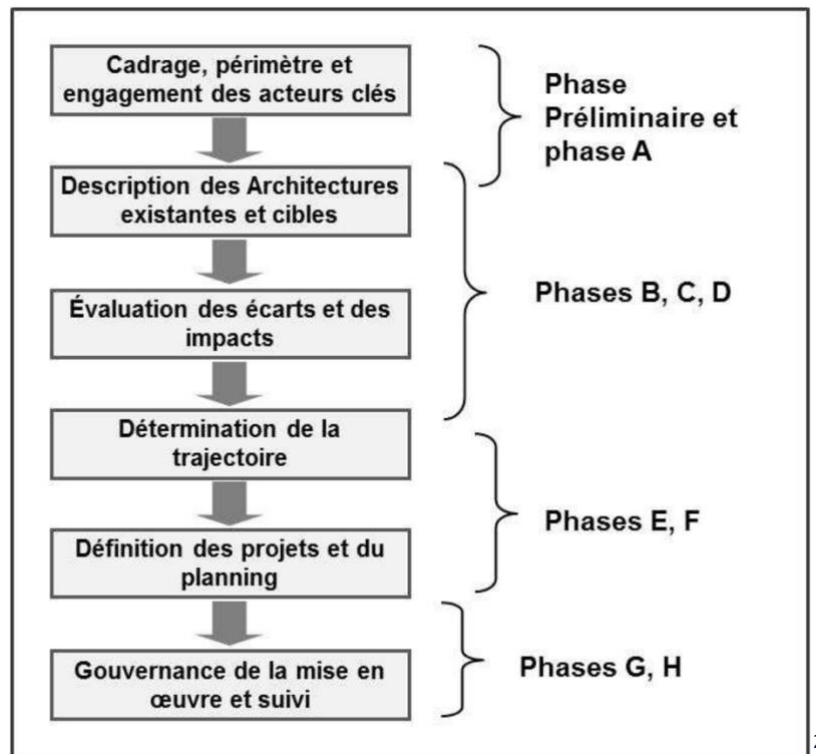 Cadrage, périmètre et
engagement des acteurs clés
Phase
Préliminaire et
phase A
Description des Architectures
existantes et cibles
Phases B, C, D
Évaluation des écarts et des
impacts
Détermination de la
trajectoire
Phases E, F
Définition des projets et du
planning
Gouvernance de la mise en
œuvre et suivi
Phases G, H